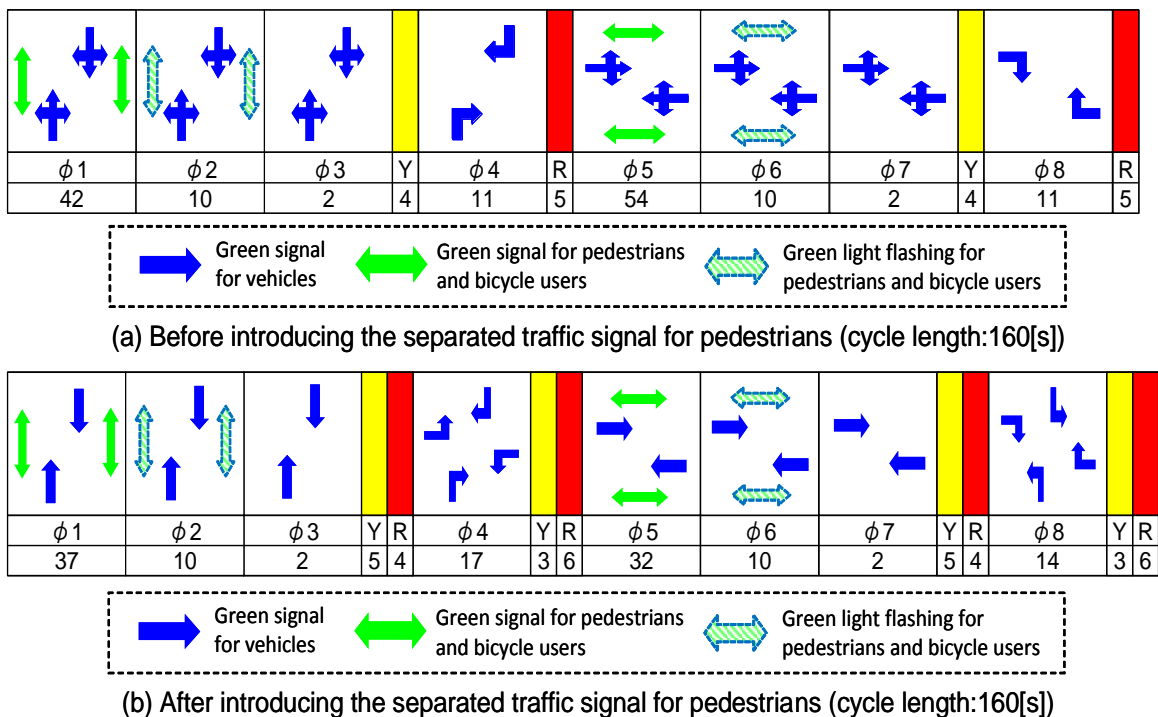 φ1 φ2 φ3 Y φ4 R φ5 φ6 φ7 Y φ8 R
42 10 2 4 11 5 54 10 2 4 11 5
Green signal
for vehicles
Green signal for pedestrians
and bicycle users
Green light flashing for
pedestrians and bicycle users
(a) Before introducing the separated traffic signal for pedestrians (cycle length:160[s])
φ1 φ2 φ3 Y R φ4 Y R φ5 φ6 φ7 Y R φ8 Y R
37 10 2 5 4 17 3 6 32 10 2 5 4 14 3 6
Green signal
for vehicles
Green signal for pedestrians
and bicycle users
Green light flashing for
pedestrians and bicycle users
(b) After introducing the separated traffic signal for pedestrians (cycle length:160[s])